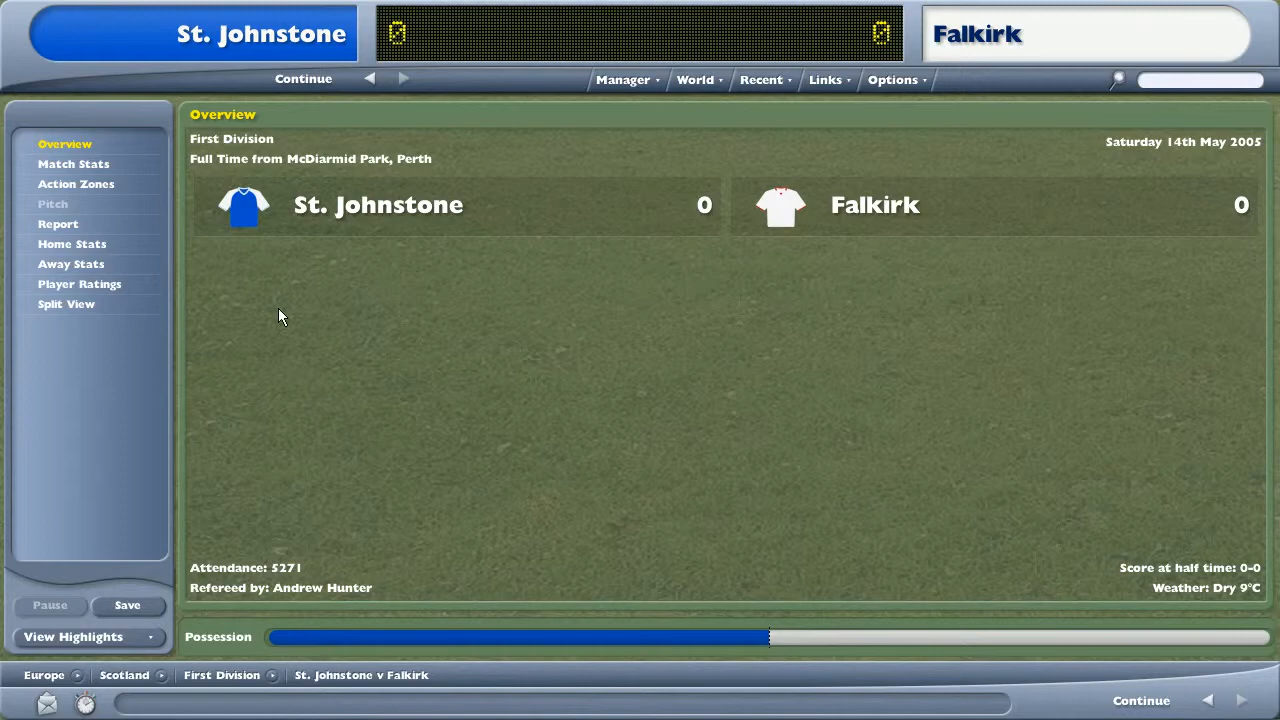 St. Johnstone 0 0 Falkirk
Continue Manager World Recent Links Options
Overview
Match Stats
Action Zones
Pitch
Report
Home Stats
Away Stats
Player Ratings
Split View
Pause Save
View Highlights
Overview
First Division Saturday 14th May 2005
Full Time from McDiarmid Park, Perth
St. Johnstone 0 Falkirk 0
Attendance: 5271 Score at half time: 0-0
Refereed by: Andrew Hunter Weather: Dry 9°C
Possession
Europe Scotland First Division St. Johnstone v Falkirk
Continue